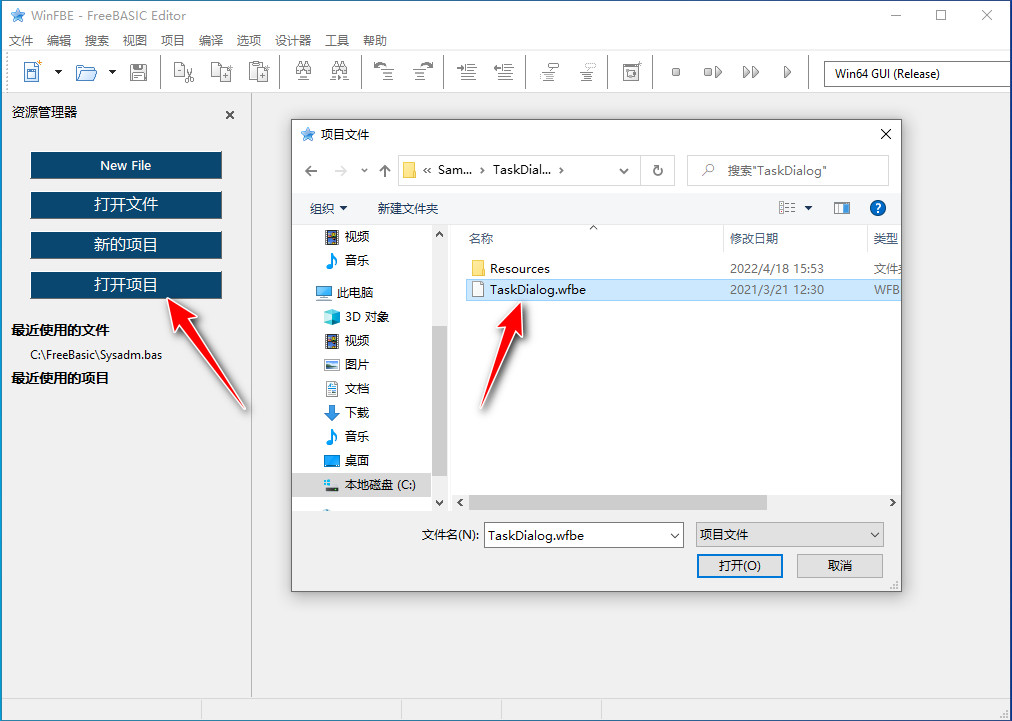 WinFBE - FreeBASIC Editor
文件 编辑 搜索 视图 项目 编译 选项 设计器 工具 帮助
Win64 GUI (Release)
资源管理器
New File
打开文件
新的项目
打开项目
最近使用的文件
C:\FreeBasic\Sysadm.bas
最近使用的项目
项目文件
« Sam... › TaskDial... ›
搜索"TaskDialog"
组织 新建文件夹
视频
音乐
此电脑
3D 对象
视频
图片
文档
下载
音乐
桌面
本地磁盘 (C:)
名称 修改日期 类型
Resources 2022/4/18 15:53 文件
TaskDialog.wfbe 2021/3/21 12:30 WFB
文件名(N): TaskDialog.wfbe 项目文件
打开(O) 取消